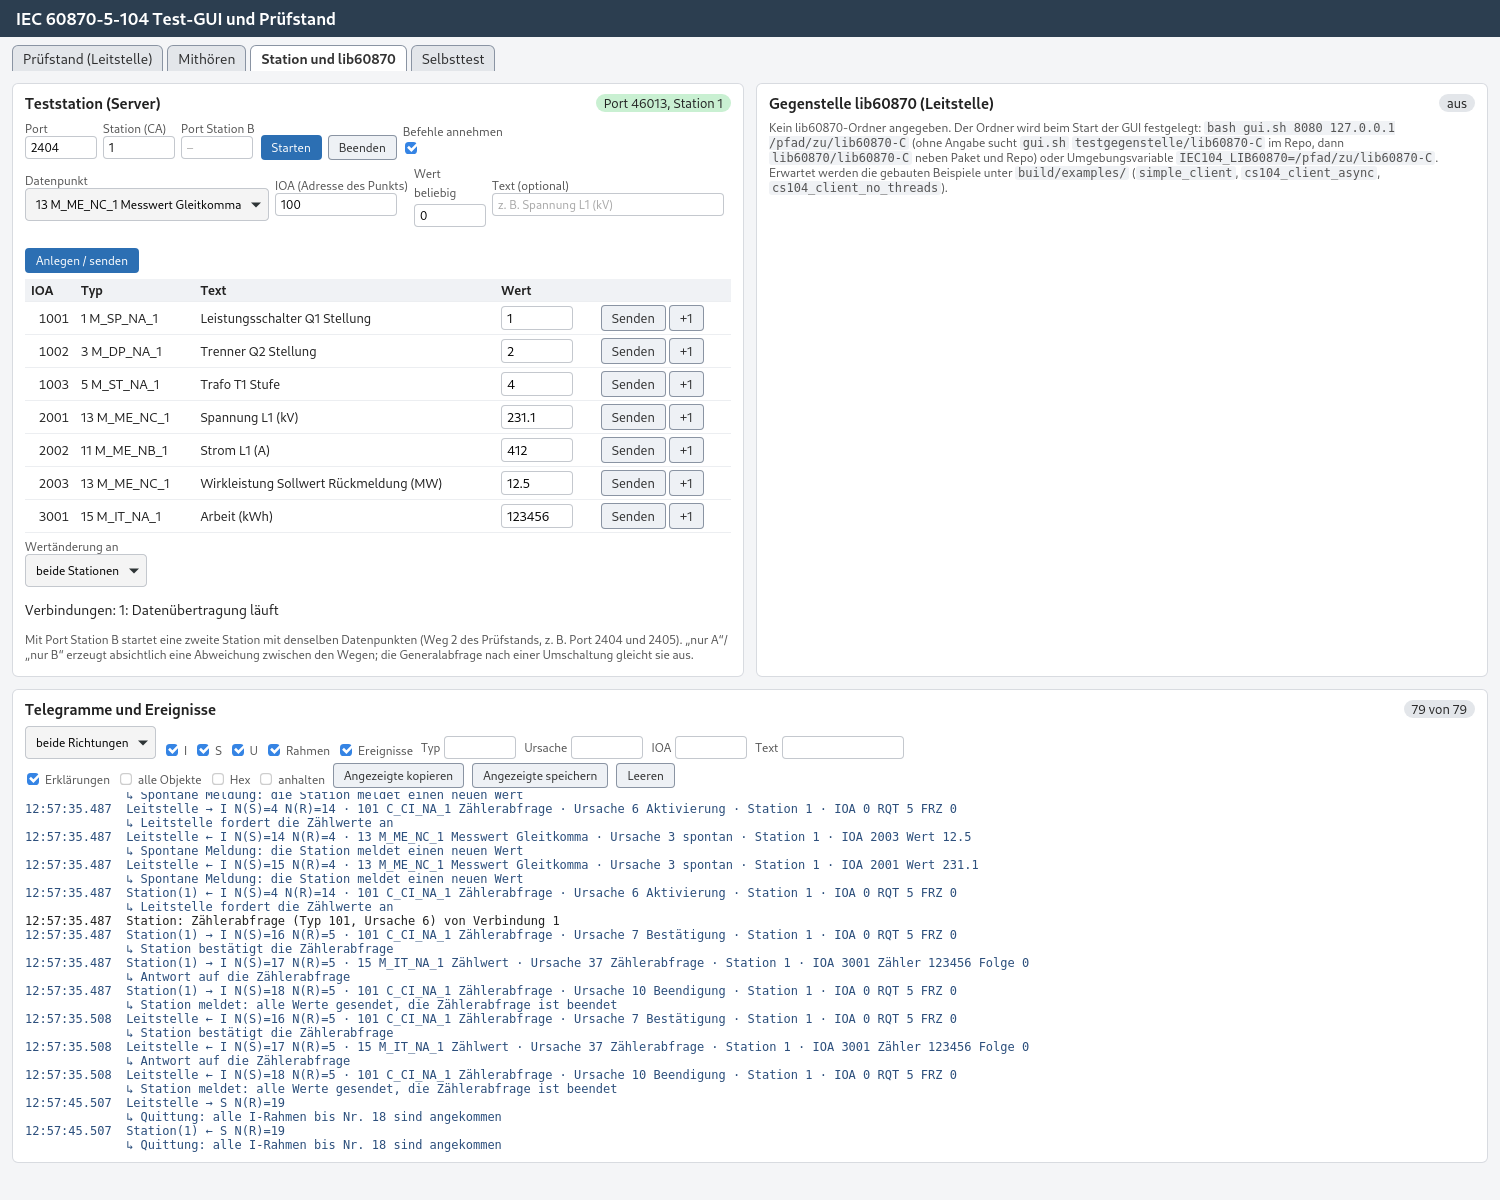 IEC 60870-5-104 Test-GUI und Prüfstand
Prüfstand (Leitstelle) Mithören Station und lib60870 Selbsttest
Teststation (Server) Port 46013, Station 1
Port Station (CA) Port Station B Befehle annehmen
2404 1 – Starten Beenden
Datenpunkt IOA (Adresse des Punkts) Wert beliebig Text (optional)
13 M_ME_NC_1 Messwert Gleitkomma 100 0 z. B. Spannung L1 (kV)
Anlegen / senden
IOA Typ Text Wert
1001 1 M_SP_NA_1 Leistungsschalter Q1 Stellung 1 Senden +1
1002 3 M_DP_NA_1 Trenner Q2 Stellung 2 Senden +1
1003 5 M_ST_NA_1 Trafo T1 Stufe 4 Senden +1
2001 13 M_ME_NC_1 Spannung L1 (kV) 231.1 Senden +1
2002 11 M_ME_NB_1 Strom L1 (A) 412 Senden +1
2003 13 M_ME_NC_1 Wirkleistung Sollwert Rückmeldung (MW) 12.5 Senden +1
3001 15 M_IT_NA_1 Arbeit (kWh) 123456 Senden +1
Wertänderung an
beide Stationen
Verbindungen: 1: Datenübertragung läuft
Mit Port Station B startet eine zweite Station mit denselben Datenpunkten (Weg 2 des Prüfstands, z. B. Port 2404 und 2405). „nur A“/
„nur B“ erzeugt absichtlich eine Abweichung zwischen den Wegen; die Generalabfrage nach einer Umschaltung gleicht sie aus.
Gegenstelle lib60870 (Leitstelle) aus
Kein lib60870-Ordner angegeben. Der Ordner wird beim Start der GUI festgelegt: bash gui.sh 8080 127.0.0.1
/pfad/zu/lib60870-C (ohne Angabe sucht gui.sh testgegenstelle/lib60870-C im Repo, dann
lib60870/lib60870-C neben Paket und Repo) oder Umgebungsvariable IEC104_LIB60870=/pfad/zu/lib60870-C.
Erwartet werden die gebauten Beispiele unter build/examples/ (simple_client, cs104_client_async,
cs104_client_no_threads).
Telegramme und Ereignisse 79 von 79
beide Richtungen I S U Rahmen Ereignisse Typ Ursache IOA Text
Erklärungen alle Objekte Hex anhalten Angezeigte kopieren Angezeigte speichern Leeren
↳ Spontane Meldung: die Station meldet einen neuen Wert
12:57:35.487 Leitstelle → I N(S)=4 N(R)=14 · 101 C_CI_NA_1 Zählerabfrage · Ursache 6 Aktivierung · Station 1 · IOA 0 RQT 5 FRZ 0
↳ Leitstelle fordert die Zählwerte an
12:57:35.487 Leitstelle ← I N(S)=14 N(R)=4 · 13 M_ME_NC_1 Messwert Gleitkomma · Ursache 3 spontan · Station 1 · IOA 2003 Wert 12.5
↳ Spontane Meldung: die Station meldet einen neuen Wert
12:57:35.487 Leitstelle ← I N(S)=15 N(R)=4 · 13 M_ME_NC_1 Messwert Gleitkomma · Ursache 3 spontan · Station 1 · IOA 2001 Wert 231.1
↳ Spontane Meldung: die Station meldet einen neuen Wert
12:57:35.487 Station(1) ← I N(S)=4 N(R)=14 · 101 C_CI_NA_1 Zählerabfrage · Ursache 6 Aktivierung · Station 1 · IOA 0 RQT 5 FRZ 0
↳ Leitstelle fordert die Zählwerte an
12:57:35.487 Station: Zählerabfrage (Typ 101, Ursache 6) von Verbindung 1
12:57:35.487 Station(1) → I N(S)=16 N(R)=5 · 101 C_CI_NA_1 Zählerabfrage · Ursache 7 Bestätigung · Station 1 · IOA 0 RQT 5 FRZ 0
↳ Station bestätigt die Zählerabfrage
12:57:35.487 Station(1) → I N(S)=17 N(R)=5 · 15 M_IT_NA_1 Zählwert · Ursache 37 Zählerabfrage · Station 1 · IOA 3001 Zähler 123456 Folge 0
↳ Antwort auf die Zählerabfrage
12:57:35.487 Station(1) → I N(S)=18 N(R)=5 · 101 C_CI_NA_1 Zählerabfrage · Ursache 10 Beendigung · Station 1 · IOA 0 RQT 5 FRZ 0
↳ Station meldet: alle Werte gesendet, die Zählerabfrage ist beendet
12:57:35.508 Leitstelle ← I N(S)=16 N(R)=5 · 101 C_CI_NA_1 Zählerabfrage · Ursache 7 Bestätigung · Station 1 · IOA 0 RQT 5 FRZ 0
↳ Station bestätigt die Zählerabfrage
12:57:35.508 Leitstelle ← I N(S)=17 N(R)=5 · 15 M_IT_NA_1 Zählwert · Ursache 37 Zählerabfrage · Station 1 · IOA 3001 Zähler 123456 Folge 0
↳ Antwort auf die Zählerabfrage
12:57:35.508 Leitstelle ← I N(S)=18 N(R)=5 · 101 C_CI_NA_1 Zählerabfrage · Ursache 10 Beendigung · Station 1 · IOA 0 RQT 5 FRZ 0
↳ Station meldet: alle Werte gesendet, die Zählerabfrage ist beendet
12:57:45.507 Leitstelle → S N(R)=19
↳ Quittung: alle I-Rahmen bis Nr. 18 sind angekommen
12:57:45.507 Station(1) ← S N(R)=19
↳ Quittung: alle I-Rahmen bis Nr. 18 sind angekommen